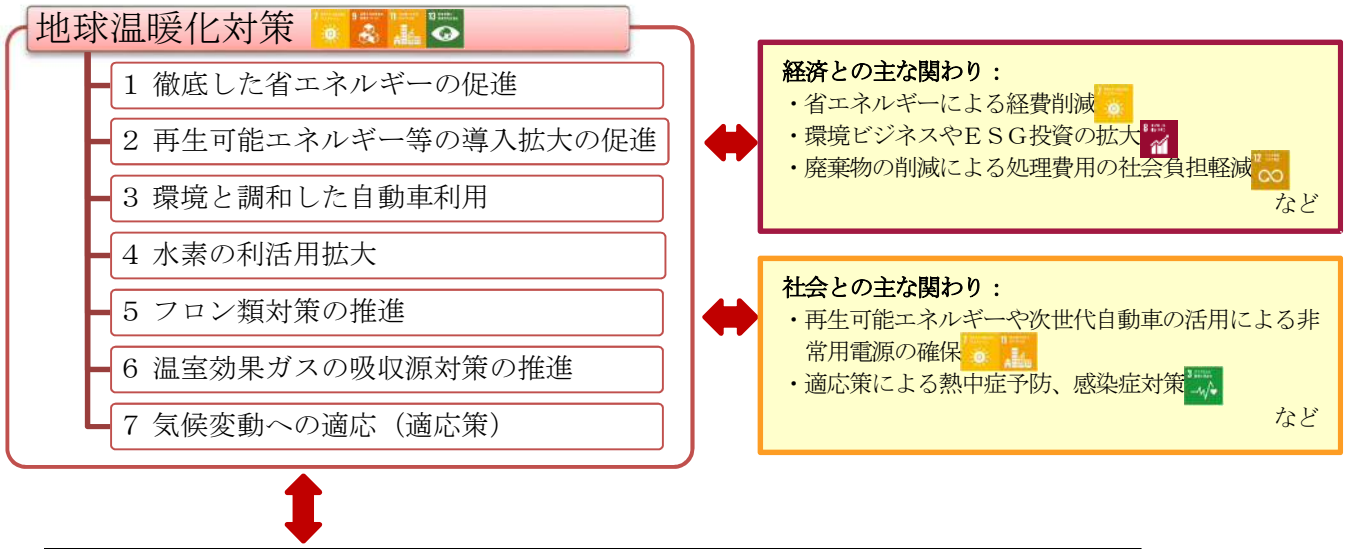 地球温暖化対策
１ 徹底した省エネルギーの促進
２ 再生可能エネルギー等の導入拡大の促進
３ 環境と調和した自動車利用
４ 水素の利活用拡大
５ フロン類対策の推進
６ 温室効果ガスの吸収源対策の推進
７ 気候変動への適応（適応策）
経済との主な関わり：
・省エネルギーによる経費削減
・環境ビジネスやＥＳＧ投資の拡大
・廃棄物の削減による処理費用の社会負担軽減
など
社会との主な関わり：
・再生可能エネルギーや次世代自動車の活用による非
常用電源の確保
・適応策による熱中症予防、感染症対策
など